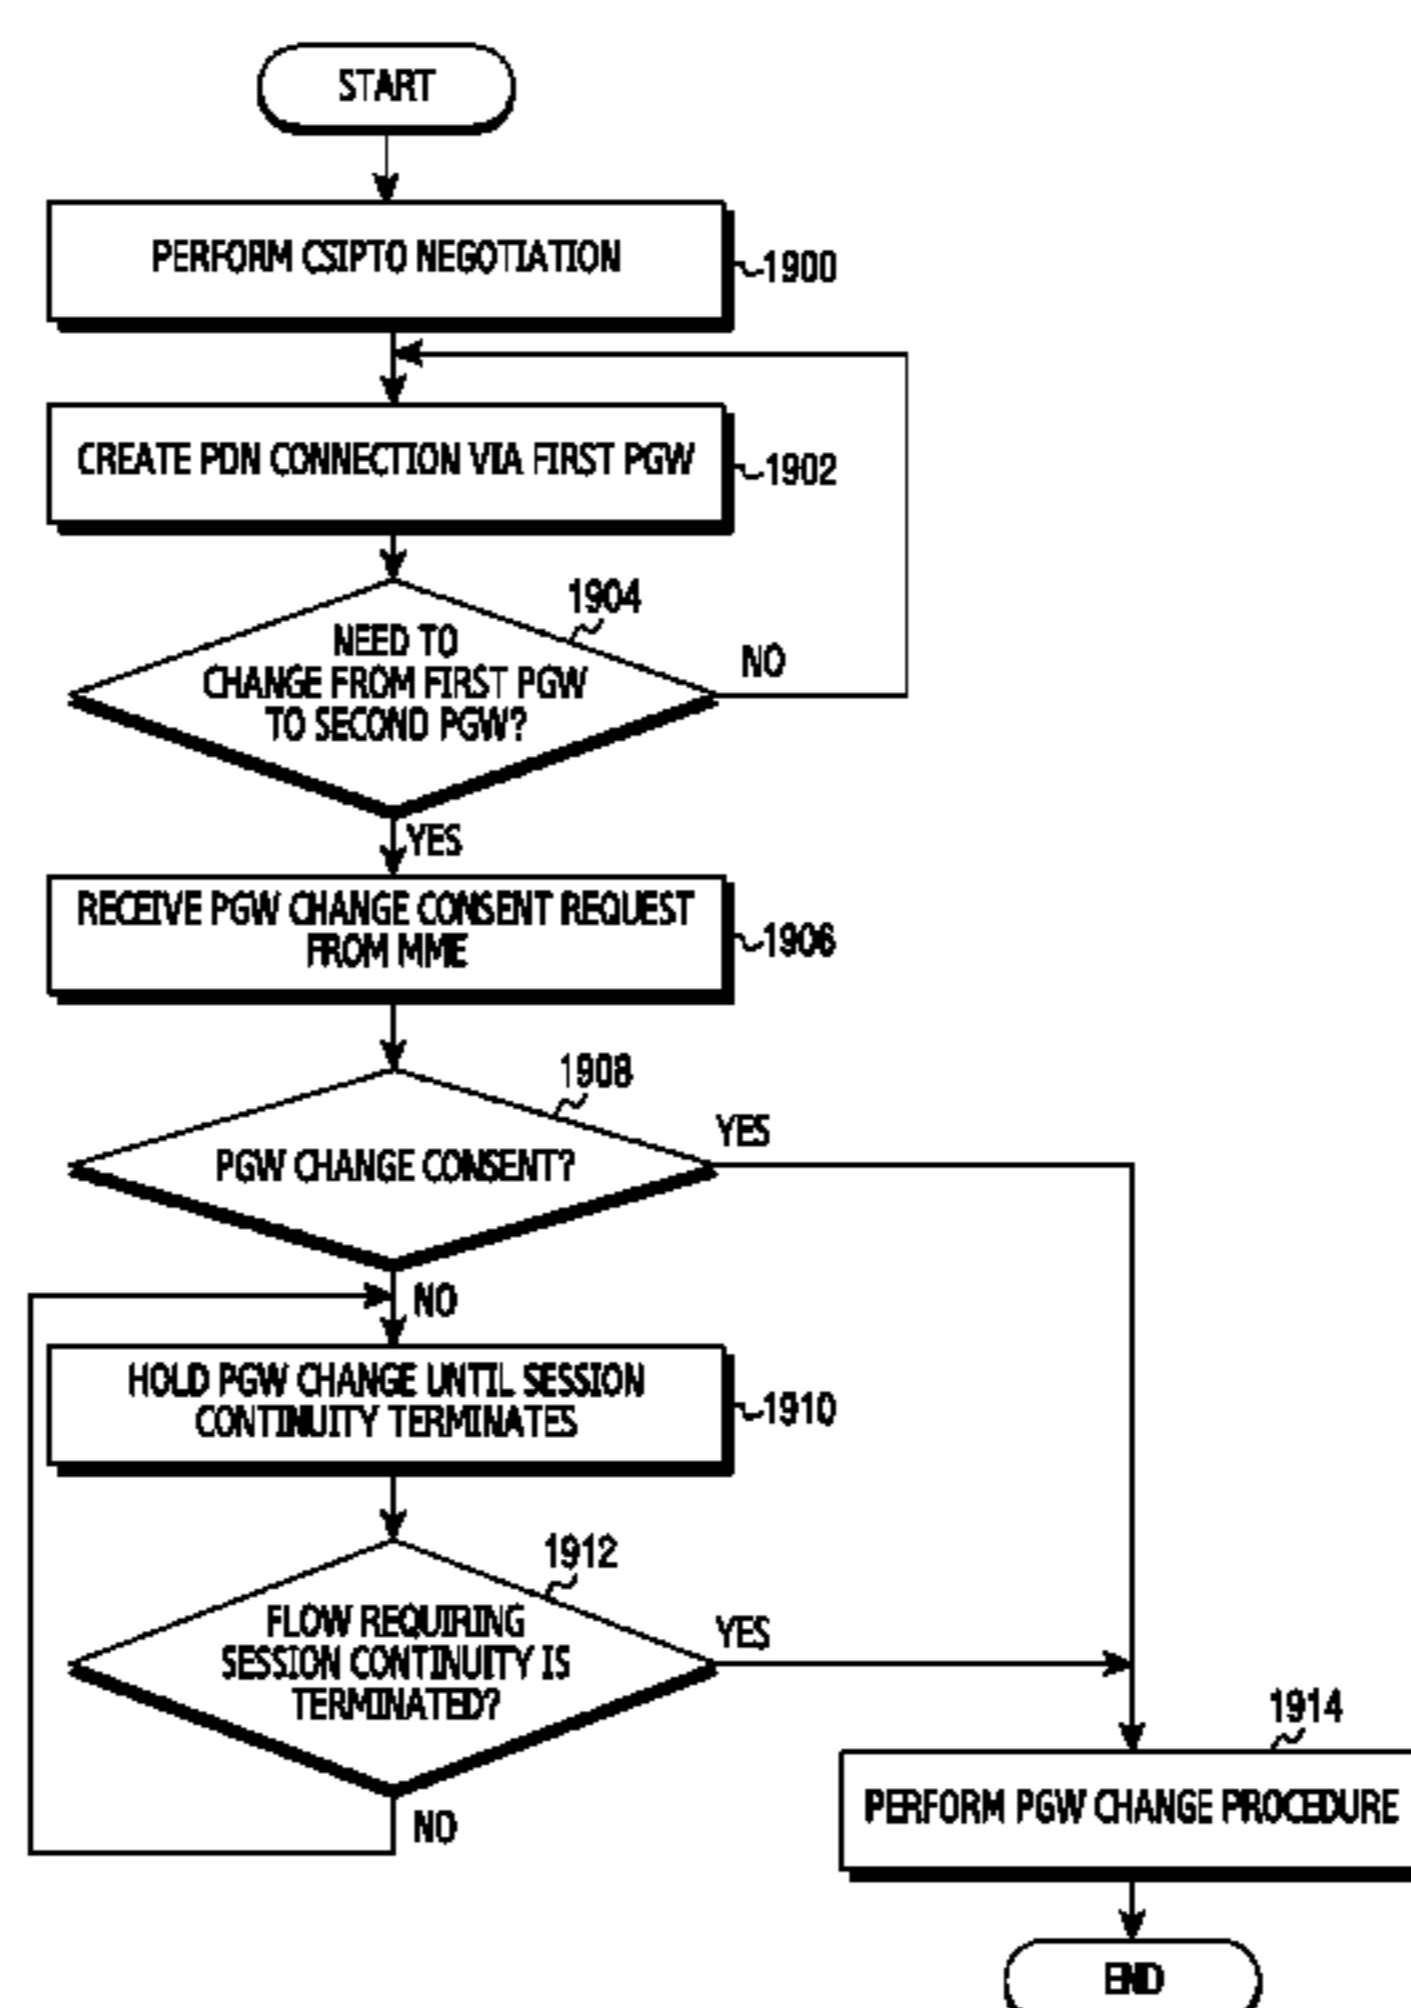 START
PERFORM CSIPTO NEGOTIATION
1900
CREATE PDN CONNECTION VIA FIRST PGW
1902
1904
NEED TO
CHANGE FROM FIRST PGW
TO SECOND PGW?
NO
YES
RECEIVE PGW CHANGE CONSENT REQUEST
FROM MME
1906
1908
PGW CHANGE CONSENT?
YES
NO
HOLD PGW CHANGE UNTIL SESSION
CONTINUITY TERMINATES
1910
1912
FLOW REQUIRING
SESSION CONTINUITY IS
TERMINATED?
YES
NO
1914
PERFORM PGW CHANGE PROCEDURE
END